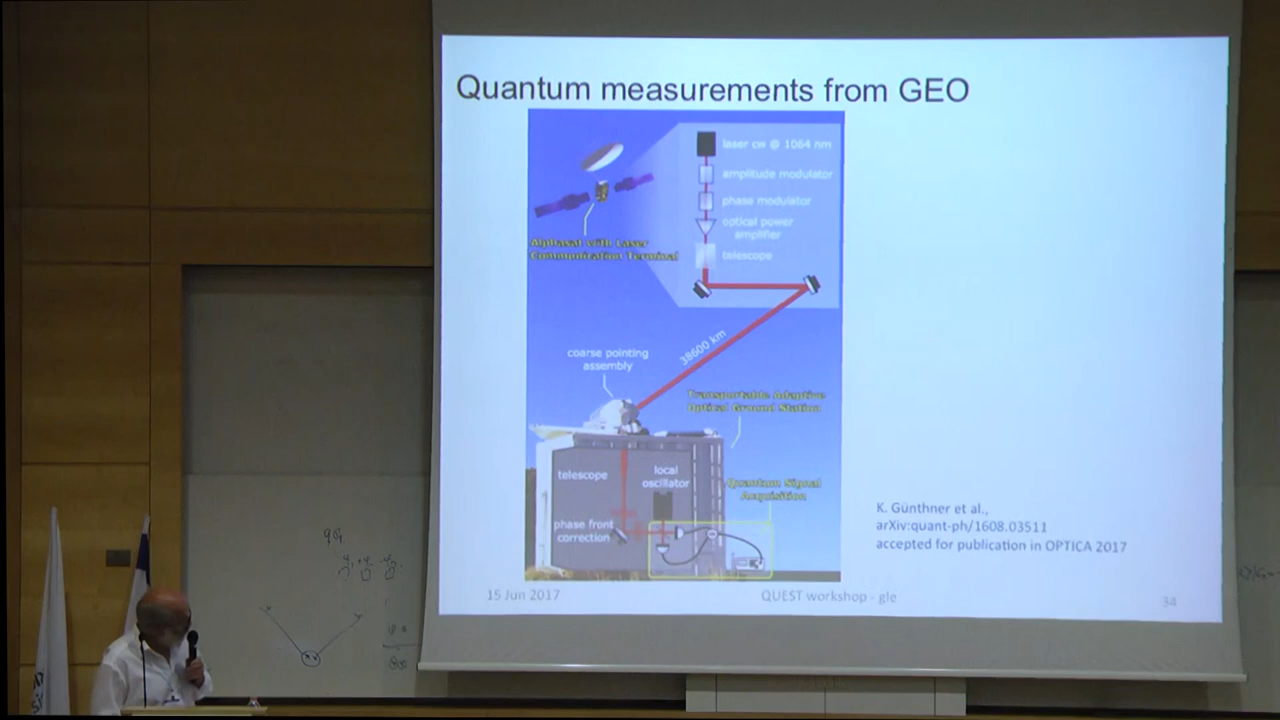 Quantum measurements from GEO
laser cw @ 1064 nm
amplitude modulator
phase modulator
optical power
amplifier
telescope
Alphasat with Laser
Communication Terminal
38600 km
coarse pointing
assembly
Transportable Adaptive
Optical Ground Station
telescope
local
oscillator
Quantum Signal
Acquisition
phase front
correction
K. Günthner et al.,
arXiv:quant-ph/1608.03511
accepted for publication in OPTICA 2017
15 Jun 2017
QUEST workshop - gle
34